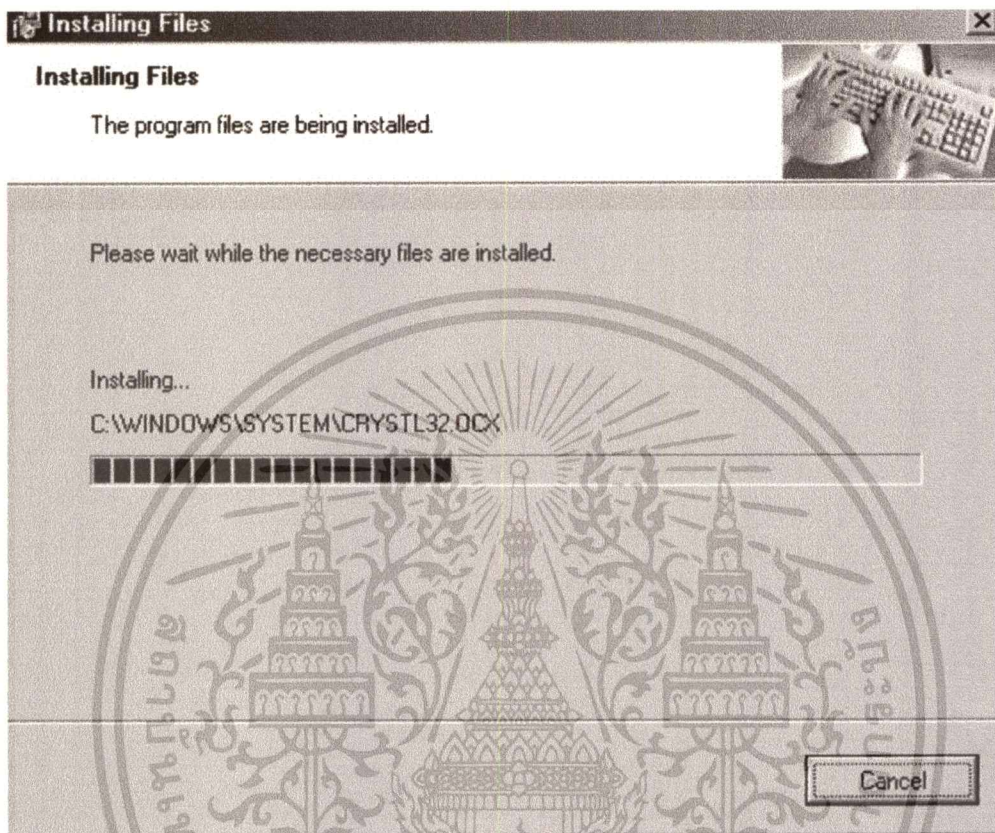 Installing Files
Installing Files
The program files are being installed.
Please wait while the necessary files are installed.
Installing...
C:\WINDOWS\SYSTEM\CRYSTL32.OCX
Cancel